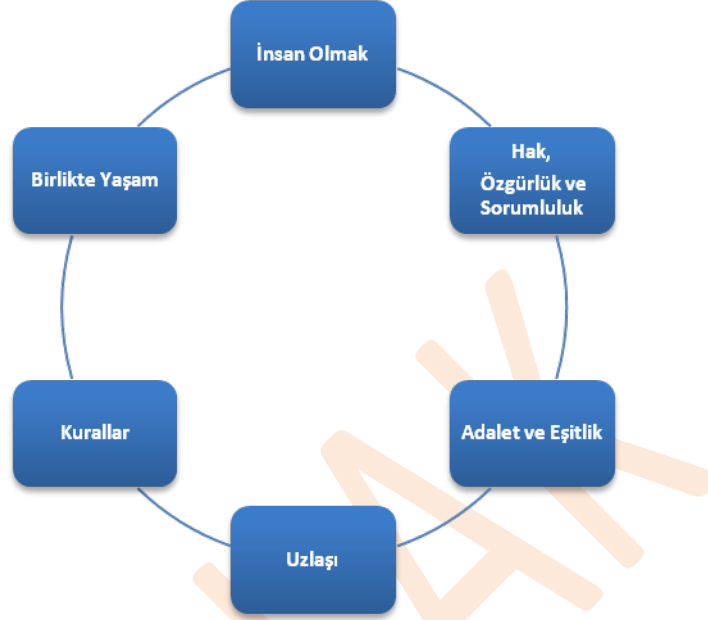 İnsan Olmak
Hak,
Özgürlük ve
Sorumluluk
Adalet ve Eşitlik
Uzlaşı
Kurallar
Birlikte Yaşam